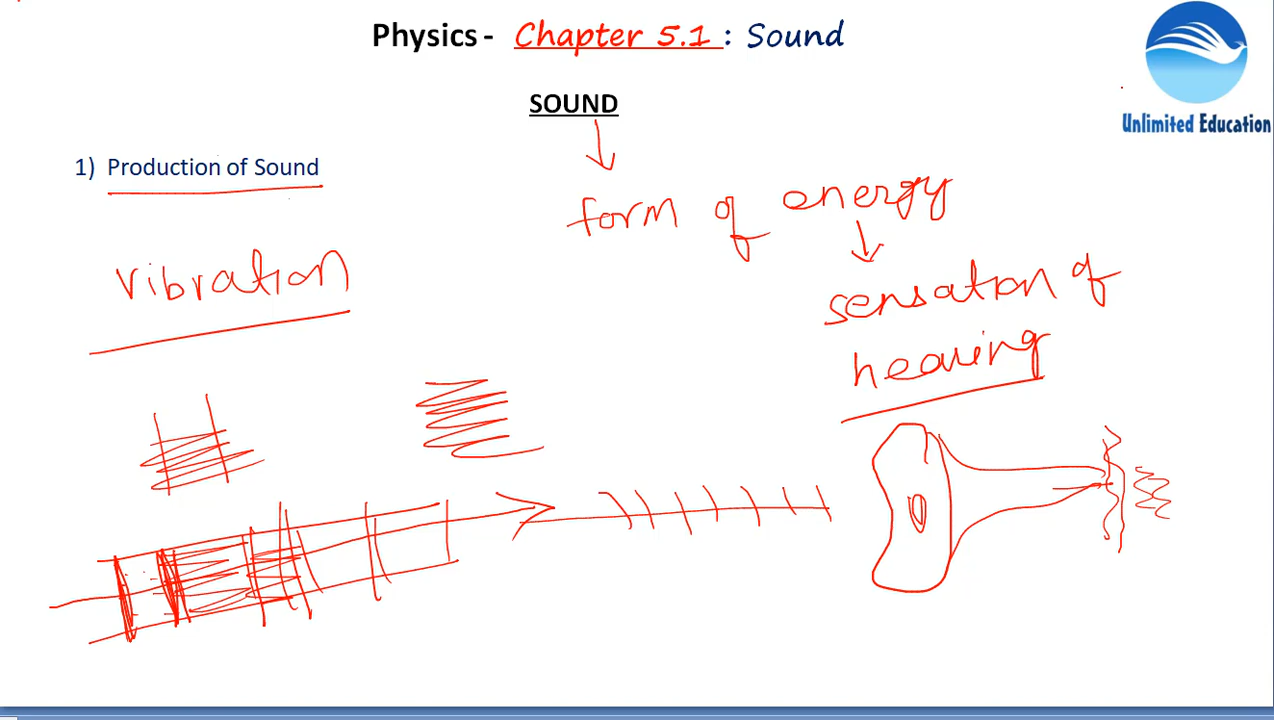 Physics - Chapter 5.1 : Sound
Unlimited Education
SOUND
1) Production of Sound
form of energy
vibration
sensation of
hearing